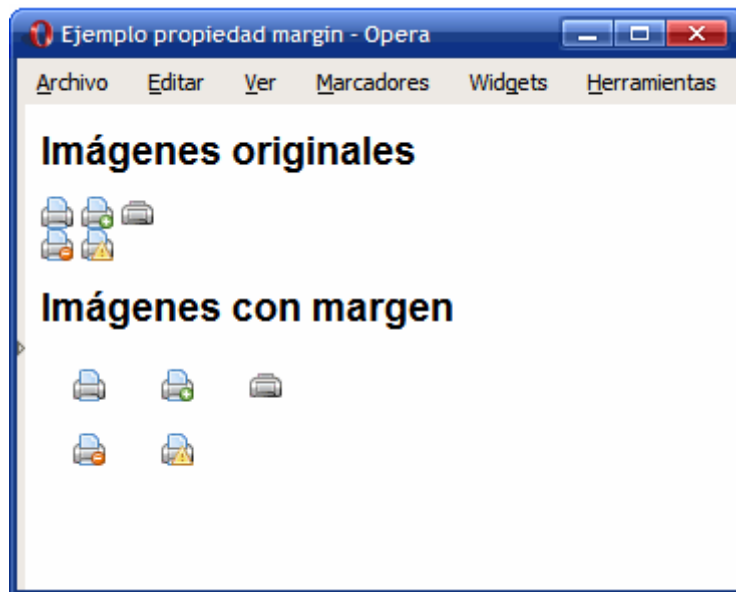 Ejemplo propiedad margin - Opera
Archivo Editar Ver Marcadores Widgets Herramientas
Imágenes originales
Imágenes con margen